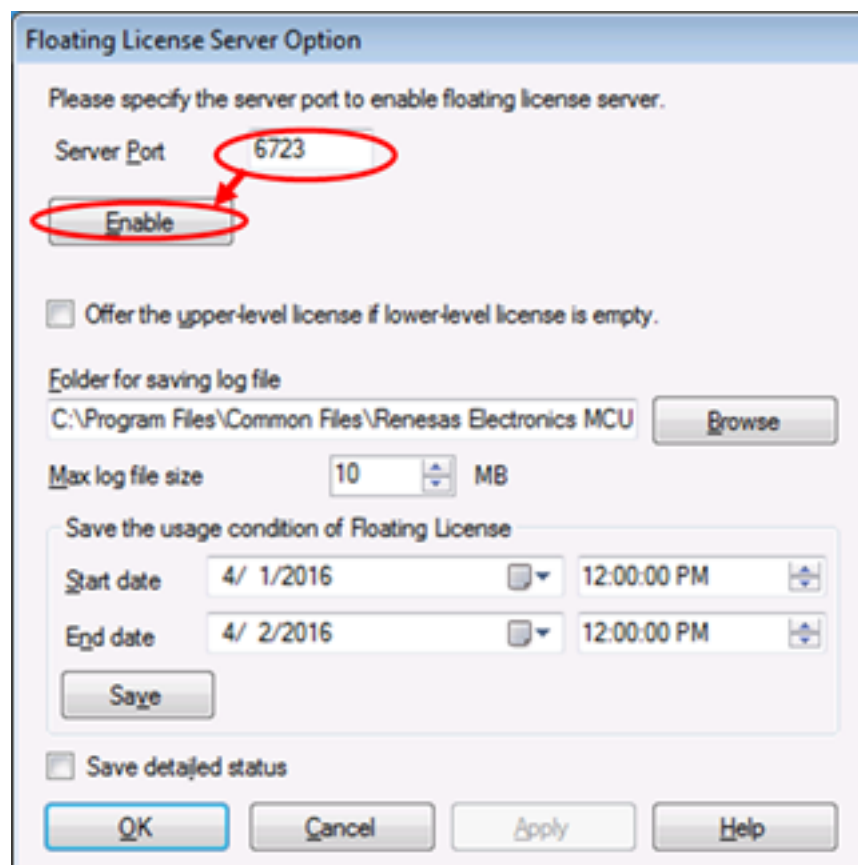 Floating License Server Option
Please specify the server port to enable floating license server.
Server Port 6723
Enable
Offer the upper-level license if lower-level license is empty.
Folder for saving log file
C:\Program Files\Common Files\Renesas Electronics MCU Browse
Max log file size 10 MB
Save the usage condition of Floating License
Start date 4/ 1/2016 12:00:00 PM
End date 4/ 2/2016 12:00:00 PM
Save
Save detailed status
OK Cancel Apply Help